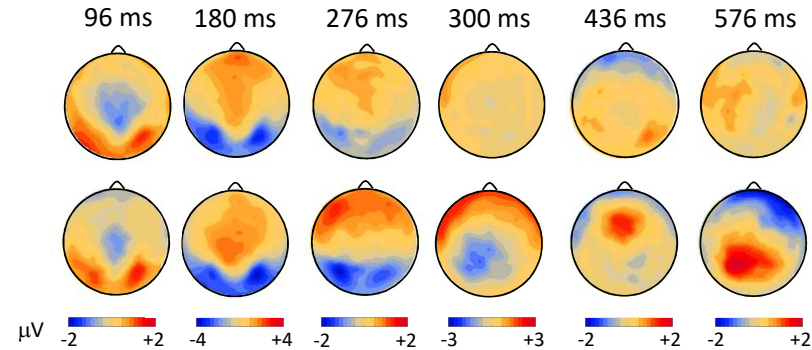 96 ms 180 ms 276 ms 300 ms 436 ms 576 ms
μV -2 +2 -4 +4 -2 +2 -3 +3 -2 +2 -2 +2